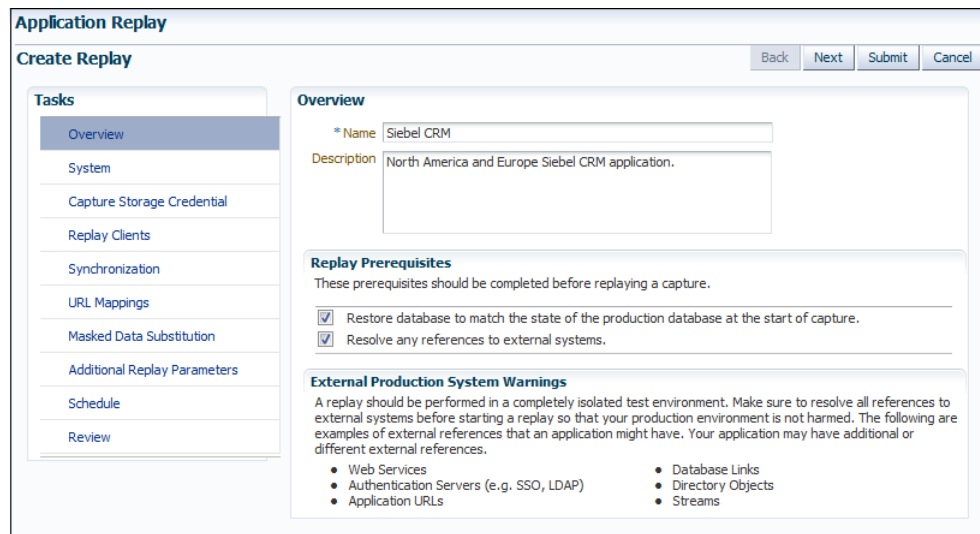 Application Replay
Create Replay
Back
Next
Submit
Cancel
Tasks
Overview
System
Capture Storage Credential
Replay Clients
Synchronization
URL Mappings
Masked Data Substitution
Additional Replay Parameters
Schedule
Review
Overview
* Name Siebel CRM
Description North America and Europe Siebel CRM application.
Replay Prerequisites
These prerequisites should be completed before replaying a capture.
Restore database to match the state of the production database at the start of capture.
Resolve any references to external systems.
External Production System Warnings
A replay should be performed in a completely isolated test environment. Make sure to resolve all references to
external systems before starting a replay so that your production environment is not harmed. The following are
examples of external references that an application might have. Your application may have additional or
different external references.
● Web Services
● Authentication Servers (e.g. SSO, LDAP)
● Application URLs
● Database Links
● Directory Objects
● Streams